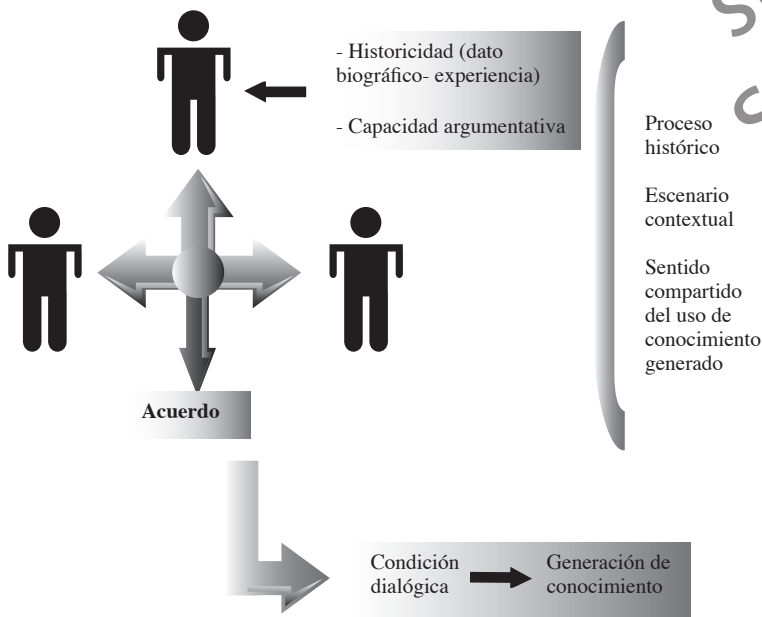 - Historicidad (dato
biográfico- experiencia)
- Capacidad argumentativa
Proceso
histórico
Escenario
contextual
Sentido
compartido
del uso de
conocimiento
generado
Acuerdo
Condición
dialógica
Generación de
conocimiento